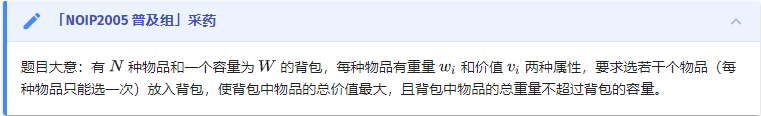 「NOIP2005 普及组」采药
题目大意：有 N 种物品和一个容量为 W 的背包，每种物品有重量 wᵢ 和价值 vᵢ 两种属性，要求选若干个物品（每
种物品只能选一次）放入背包，使背包中物品的总价值最大，且背包中物品的总重量不超过背包的容量。